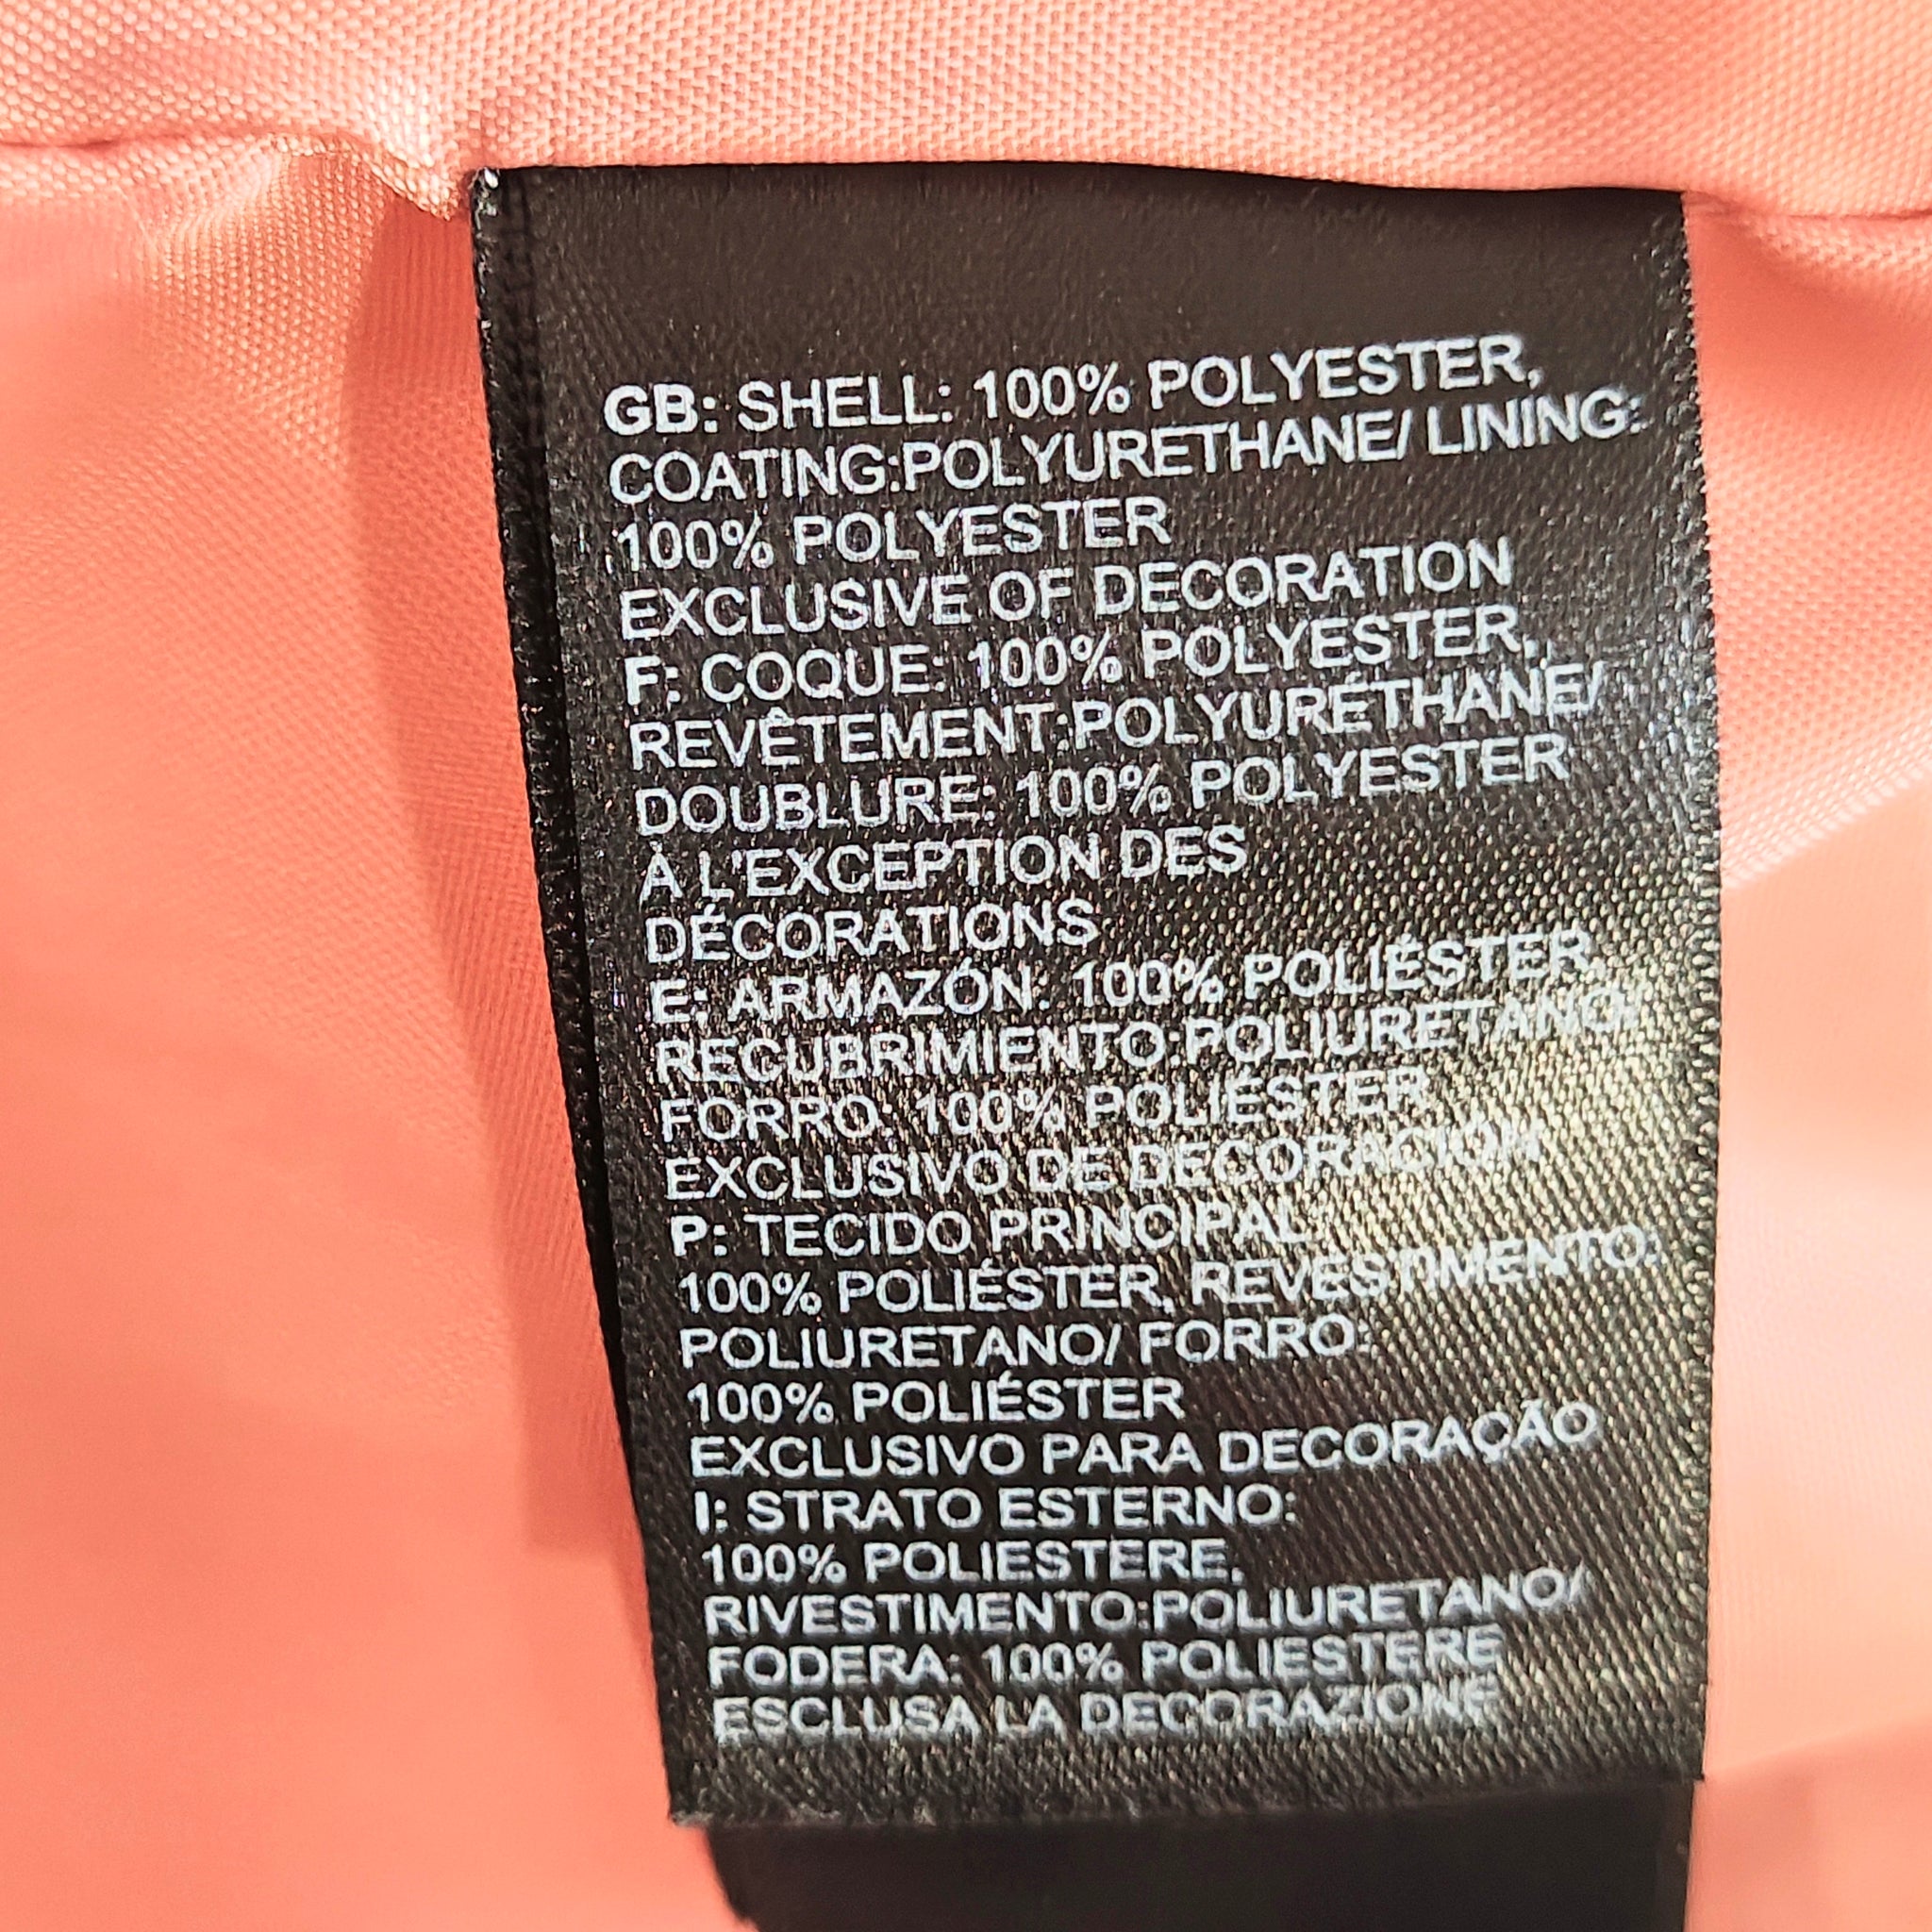 GB: SHELL: 100% POLYESTER,
COATING:POLYURETHANE/ LINING:
100% POLYESTER
EXCLUSIVE OF DECORATION
F: COQUE: 100% POLYESTER,
REVÊTEMENT:POLYURÉTHANE/
DOUBLURE: 100% POLYESTER
À L'EXCEPTION DES
DÉCORATIONS
E: ARMAZÓN: 100% POLIÉSTER,
RECUBRIMIENTO:POLIURETANO/
FORRO: 100% POLIÉSTER
EXCLUSIVO DE DECORACIÓN
P: TECIDO PRINCIPAL:
100% POLIÉSTER, REVESTIMENTO:
POLIURETANO/ FORRO:
100% POLIÉSTER
EXCLUSIVO PARA DECORAÇÃO
I: STRATO ESTERNO:
100% POLIESTERE,
RIVESTIMENTO:POLIURETANO/
FODERA: 100% POLIESTERE
ESCLUSA LA DECORAZIONE